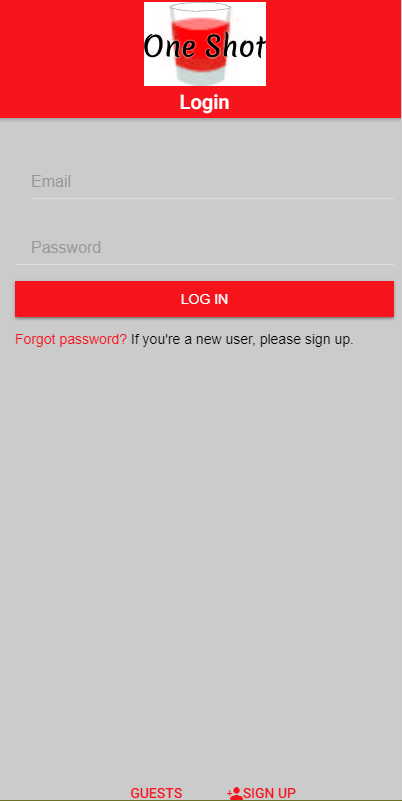 One Shot
Login
Email
Password
LOG IN
Forgot password? If you're a new user, please sign up.
GUESTS SIGN UP